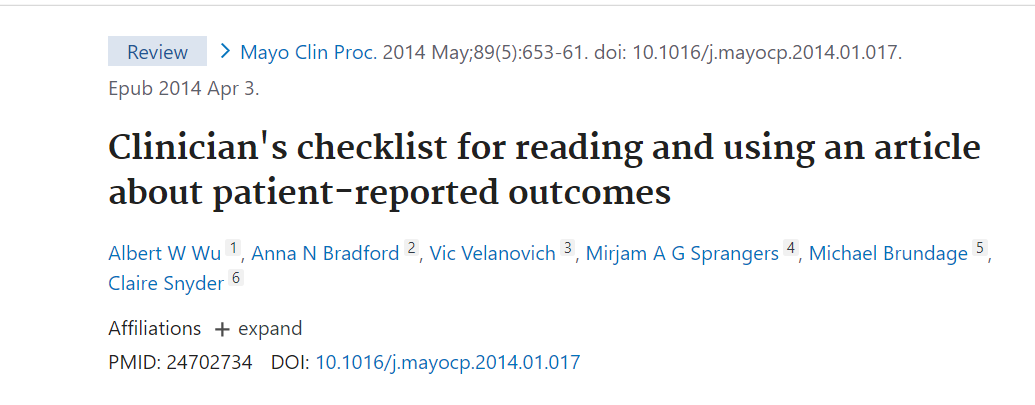 Review > Mayo Clin Proc. 2014 May;89(5):653-61. doi: 10.1016/j.mayocp.2014.01.017.
Epub 2014 Apr 3.
Clinician's checklist for reading and using an article
about patient-reported outcomes
Albert W Wu 1, Anna N Bradford 2, Vic Velanovich 3, Mirjam A G Sprangers 4, Michael Brundage 5,
Claire Snyder 6
Affiliations + expand
PMID: 24702734 DOI: 10.1016/j.mayocp.2014.01.017